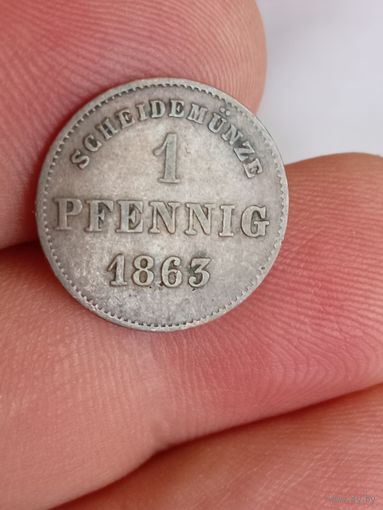 SCHEIDEMÜNZE
1
PFENNIG
1863